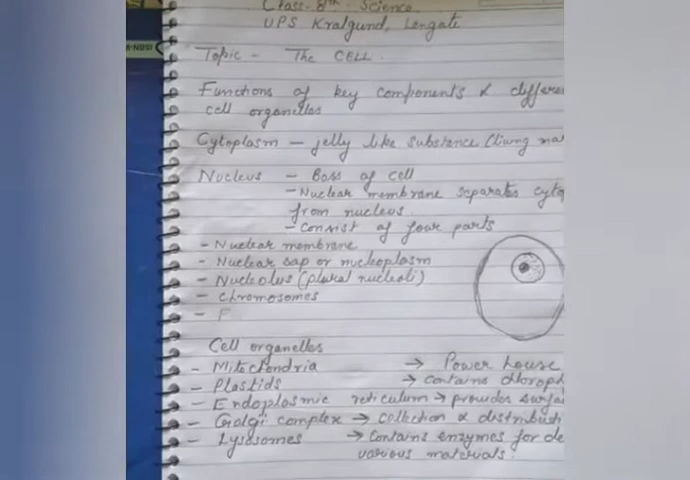 Class - 8th - Science
UPS Kralgund, Langate
Topic - The CELL.
Functions of key components &
cell organelles
Cytoplasm - jelly like substance (living
Nucleus - Boss of cell
- Nuclear membrane separates
from nucleus.
- Consist of four parts
- Nuclear membrane
- Nuclear sap or nucleoplasm
- Nucleolus (plural nucleoli)
- Chromosomes
Cell organelles
- Mitochondria → Power house
- Plastids → contains
- Endoplasmic reticulum → provides
- Golgi complex → collection &
- Lysosomes → Contains enzymes for
various materials.